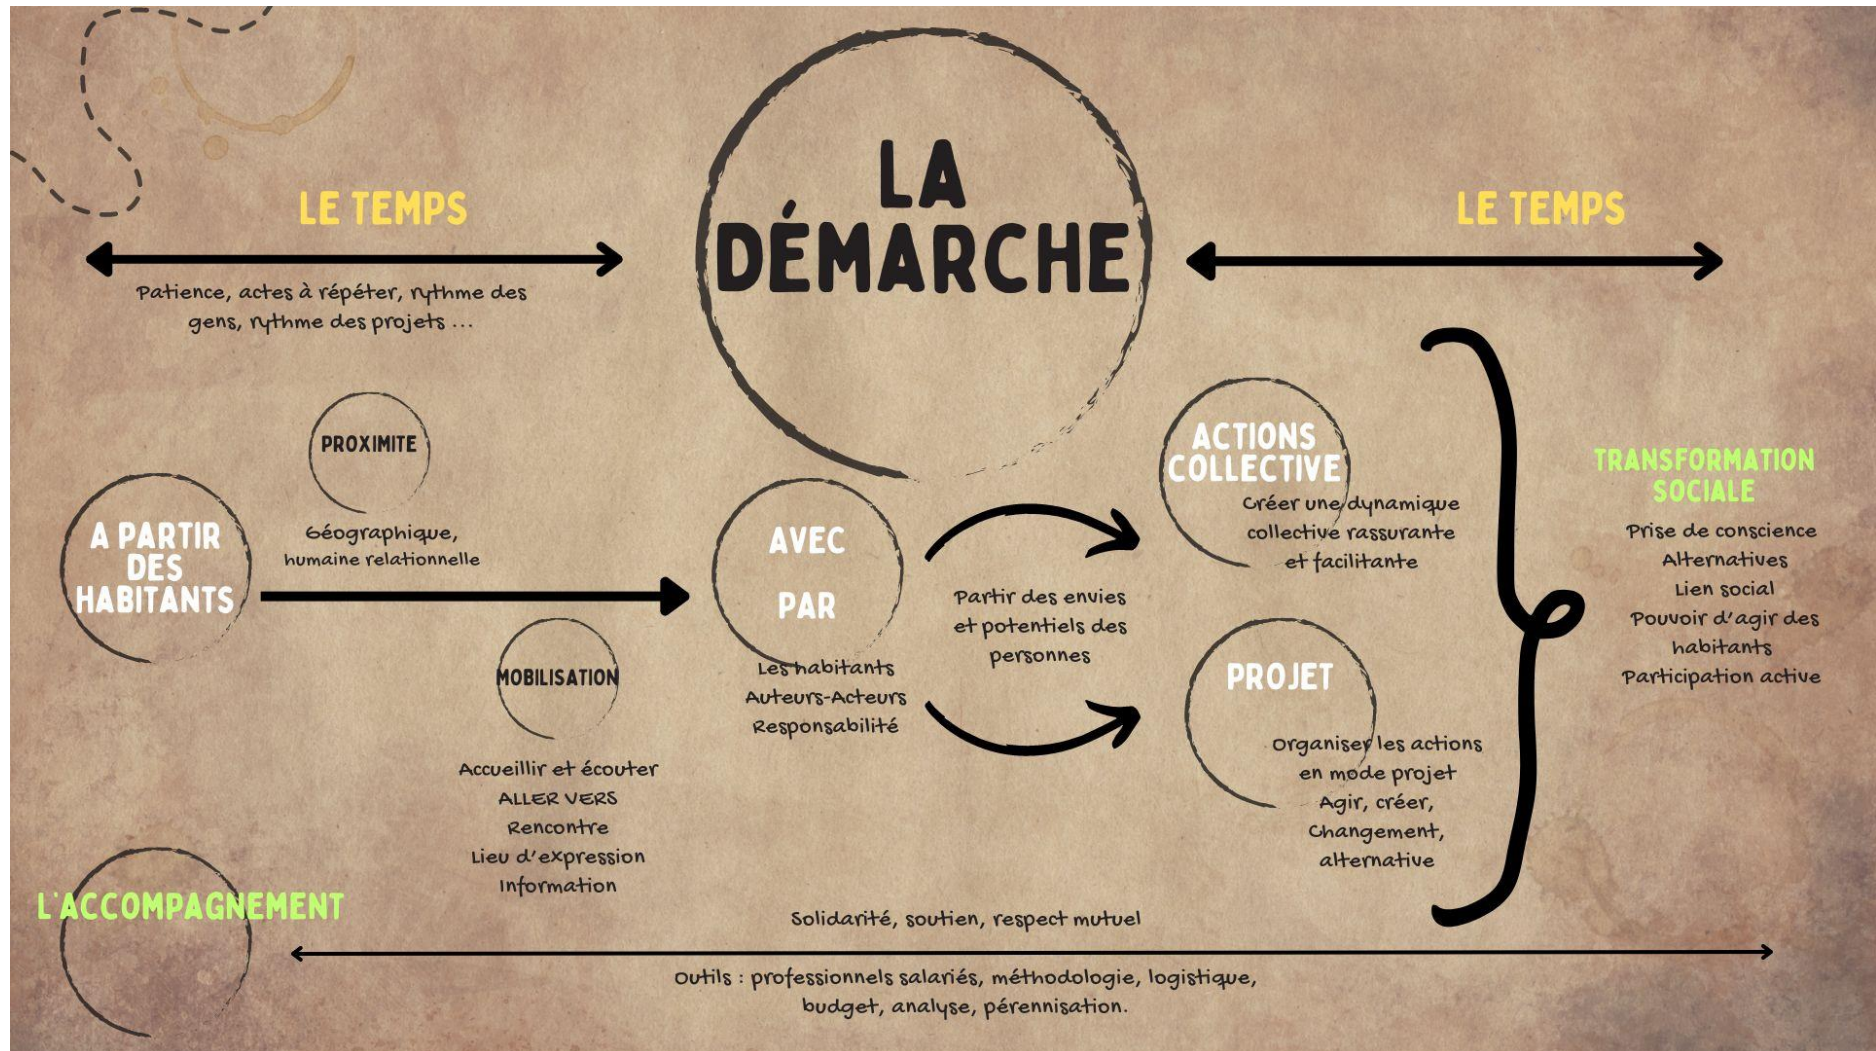 LA
DÉMARCHE
LE TEMPS
Patience, actes à répéter, rythme des
gens, rythme des projets ...
LE TEMPS
A PARTIR
DES
HABITANTS
PROXIMITE
Géographique,
humaine relationnelle
MOBILISATION
Accueillir et écouter
ALLER VERS
Rencontre
Lieu d'expression
Information
AVEC
PAR
Les habitants
Auteurs-Acteurs
Responsabilité
Partir des envies
et potentiels des
personnes
ACTIONS
COLLECTIVE
Créer une dynamique
collective rassurante
et facilitante
PROJET
Organiser les actions
en mode projet
Agir, créer,
Changement,
alternative
TRANSFORMATION
SOCIALE
Prise de conscience
Alternatives
Lien social
Pouvoir d'agir des
habitants
Participation active
L'ACCOMPAGNEMENT
Solidarité, soutien, respect mutuel
Outils : professionnels salariés, méthodologie, logistique,
budget, analyse, pérennisation.